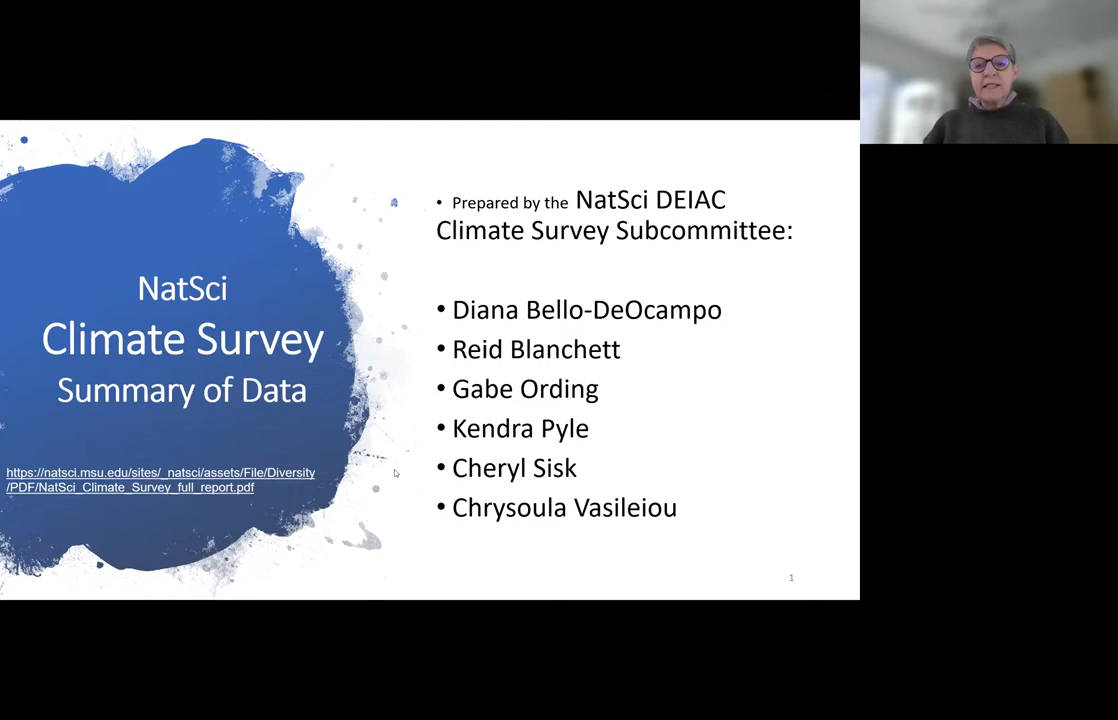 NatSci
Climate Survey
Summary of Data
https://natsci.msu.edu/sites/_natsci/assets/File/Diversity
/PDF/NatSci_Climate_Survey_full_report.pdf
• Prepared by the NatSci DEIAC
Climate Survey Subcommittee:
• Diana Bello-DeOcampo
• Reid Blanchett
• Gabe Ording
• Kendra Pyle
• Cheryl Sisk
• Chrysoula Vasileiou
1